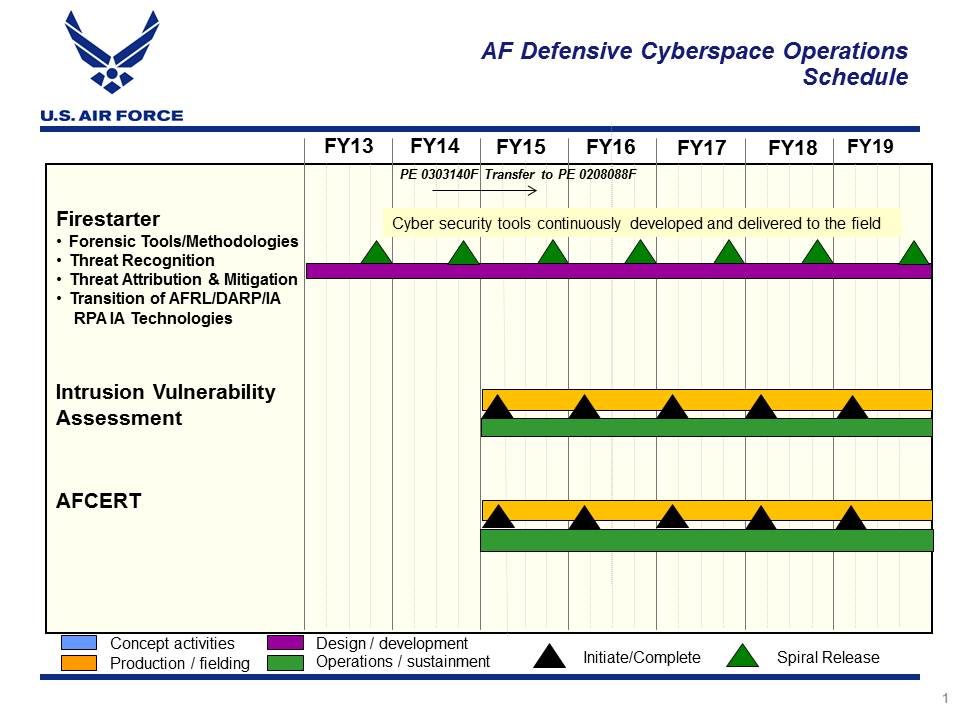 U.S. AIR FORCE
AF Defensive Cyberspace Operations
Schedule
FY13 FY14 FY15 FY16 FY17 FY18 FY19
PE 0303140F Transfer to PE 0208088F
Cyber security tools continuously developed and delivered to the field
Firestarter
• Forensic Tools/Methodologies
• Threat Recognition
• Threat Attribution & Mitigation
• Transition of AFRL/DARP/IA
RPA IA Technologies
Intrusion Vulnerability
Assessment
AFCERT
Concept activities
Production / fielding
Design / development
Operations / sustainment
Initiate/Complete
Spiral Release
1